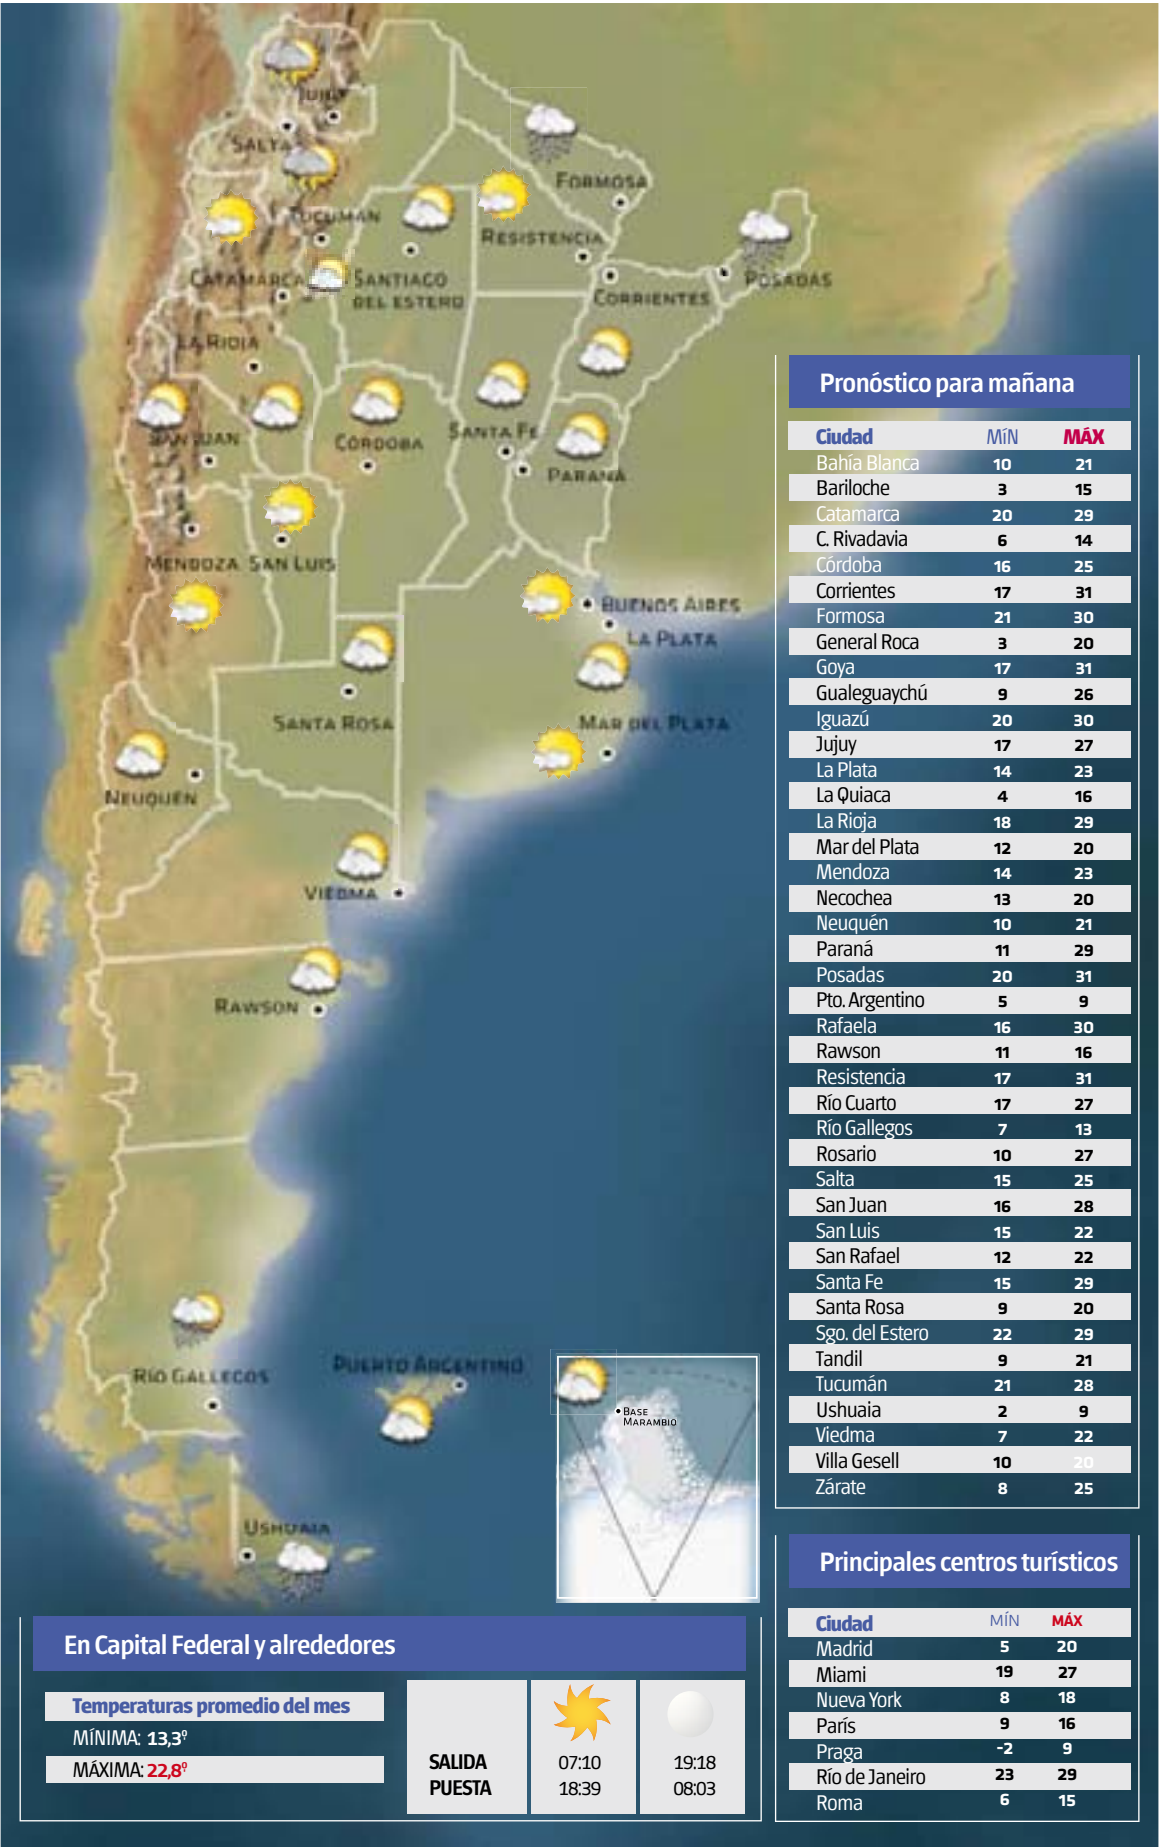 JUJUY
SALTA
FORMOSA
TUCUMÁN
RESISTENCIA
CATAMARCA
SANTIAGO
DEL ESTERO
POSADAS
CORRIENTES
LA RIOJA
SAN JUAN
CÓRDOBA
SANTA FE
PARANÁ
MENDOZA
SAN LUIS
BUENOS AIRES
LA PLATA
SANTA ROSA
MAR DEL PLATA
NEUQUÉN
VIEDMA
RAWSON
RÍO GALLEGOS
PUERTO ARGENTINO
BASE
MARAMBIO
USHUAIA
Pronóstico para mañana
Ciudad MíN MÁX
Bahía Blanca 10 21
Bariloche 3 15
Catamarca 20 29
C. Rivadavia 6 14
Córdoba 16 25
Corrientes 17 31
Formosa 21 30
General Roca 3 20
Goya 17 31
Gualeguaychú 9 26
Iguazú 20 30
Jujuy 17 27
La Plata 14 23
La Quiaca 4 16
La Rioja 18 29
Mar del Plata 12 20
Mendoza 14 23
Necochea 13 20
Neuquén 10 21
Paraná 11 29
Posadas 20 31
Pto. Argentino 5 9
Rafaela 16 30
Rawson 11 16
Resistencia 17 31
Río Cuarto 17 27
Río Gallegos 7 13
Rosario 10 27
Salta 15 25
San Juan 16 28
San Luis 15 22
San Rafael 12 22
Santa Fe 15 29
Santa Rosa 9 20
Sgo. del Estero 22 29
Tandil 9 21
Tucumán 21 28
Ushuaia 2 9
Viedma 7 22
Villa Gesell 10 20
Zárate 8 25
Principales centros turísticos
Ciudad MÍN MÁX
Madrid 5 20
Miami 19 27
Nueva York 8 18
París 9 16
Praga -2 9
Río de Janeiro 23 29
Roma 6 15
En Capital Federal y alrededores
Temperaturas promedio del mes
MÍNIMA: 13,3º
MÁXIMA: 22,8º
SALIDA 07:10 19:18
PUESTA 18:39 08:03